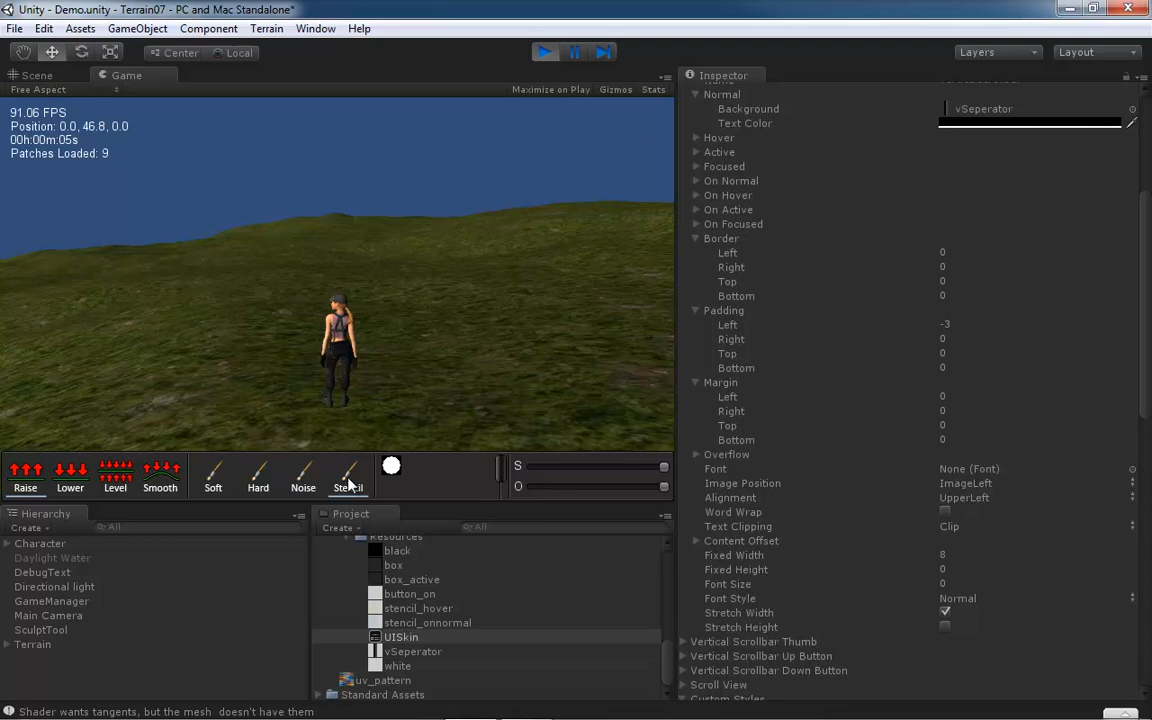 Unity - Demo.unity - Terrain07 - PC and Mac Standalone*
File Edit Assets GameObject Component Terrain Window Help
Center Local Layers Layout
Scene Game Inspector
Free Aspect Maximize on Play Gizmos Stats
91.06 FPS
Position: 0.0, 46.8, 0.0
00h:00m:05s
Patches Loaded: 9
Raise Lower Level Smooth Soft Hard Noise Stencil
S
O
Hierarchy
Create All
Character
Daylight Water
DebugText
Directional light
GameManager
Main Camera
SculptTool
Terrain
Project
Create All
Resources
black
box
box_active
button_on
stencil_hover
stencil_onnormal
UISkin
vSeperator
white
uv_pattern
Standard Assets
Normal
Background vSeperator
Text Color
Hover
Active
Focused
On Normal
On Hover
On Active
On Focused
Border
Left 0
Right 0
Top 0
Bottom 0
Padding
Left -3
Right 0
Top 0
Bottom 0
Margin
Left 0
Right 0
Top 0
Bottom 0
Overflow
Font None (Font)
Image Position ImageLeft
Alignment UpperLeft
Word Wrap
Text Clipping Clip
Content Offset
Fixed Width 8
Fixed Height 0
Font Size 0
Font Style Normal
Stretch Width
Stretch Height
Vertical Scrollbar Thumb
Vertical Scrollbar Up Button
Vertical Scrollbar Down Button
Scroll View
Custom Styles
Shader wants tangents, but the mesh doesn't have them